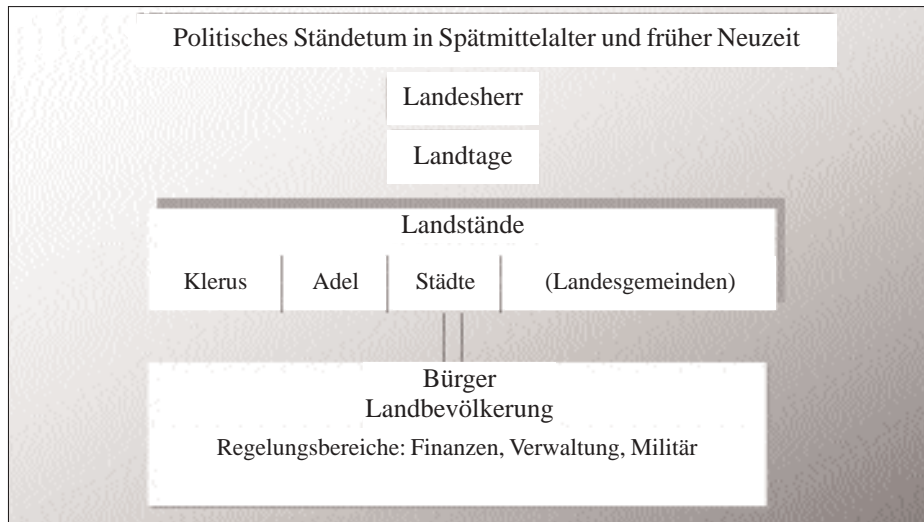 Politisches Ständetum in Spätmittelalter und früher Neuzeit
Landesherr
Landtage
Landstände
Klerus Adel Städte (Landesgemeinden)
Bürger
Landbevölkerung
Regelungsbereiche: Finanzen, Verwaltung, Militär